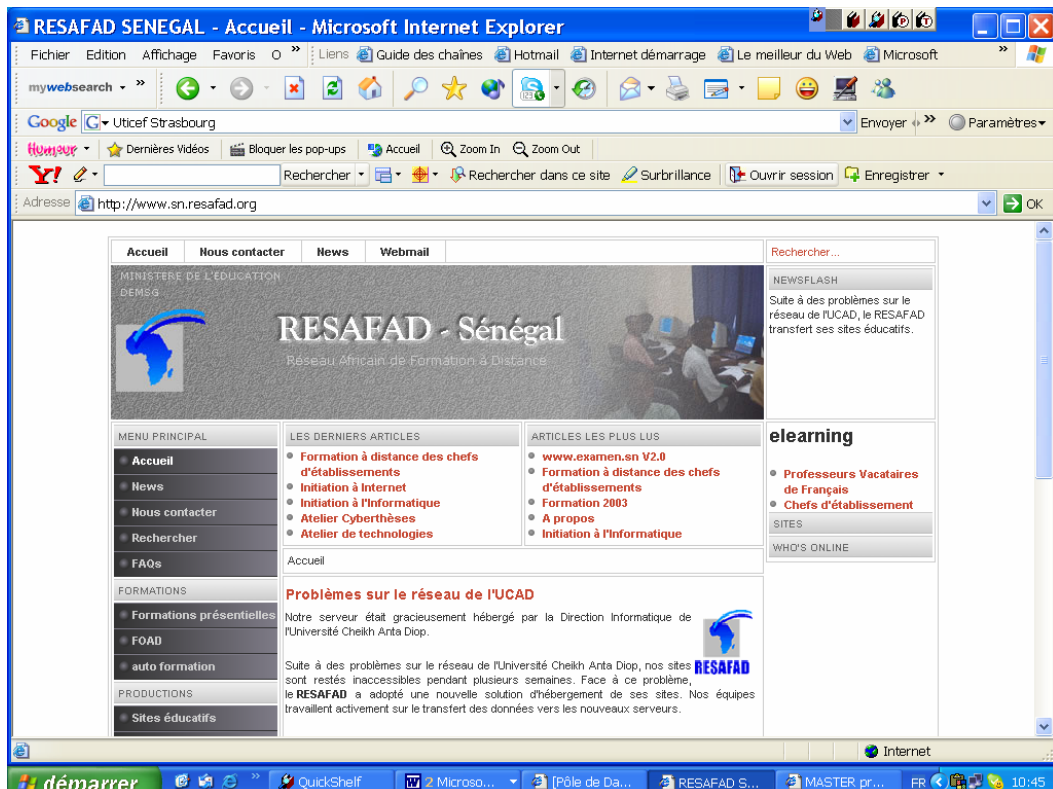 RESAFAD SENEGAL - Accueil - Microsoft Internet Explorer
Fichier Edition Affichage Favoris O » Liens Guide des chaînes Hotmail Internet démarrage Le meilleur du Web Microsoft »
mywebsearch »
Google G Uticef Strasbourg Envoyer » Paramètres
Humour Dernières Vidéos Bloquer les pop-ups Accueil Zoom In Zoom Out
Y! Rechercher Rechercher dans ce site Surbrillance Ouvrir session Enregistrer
Adresse http://www.sn.resafad.org OK
Accueil Nous contacter News Webmail
Rechercher...
MINISTERE DE L'EDUCATION
DEMSG
RESAFAD - Sénégal
Réseau Africain de Formation à Distance
NEWSFLASH
Suite à des problèmes sur le
réseau de l'UCAD, le RESAFAD
transfert ses sites éducatifs.
MENU PRINCIPAL
Accueil
News
Nous contacter
Rechercher
FAQs
FORMATIONS
Formations présentielles
FOAD
auto formation
PRODUCTIONS
Sites éducatifs
LES DERNIERS ARTICLES
Formation à distance des chefs
d'établissements
Initiation à Internet
Initiation à l'Informatique
Atelier Cyberthèses
Atelier de technologies
ARTICLES LES PLUS LUS
www.examen.sn V2.0
Formation à distance des chefs
d'établissements
Formation 2003
A propos
Initiation à l'Informatique
elearning
Professeurs Vacataires
de Français
Chefs d'établissement
SITES
WHO'S ONLINE
Accueil
Problèmes sur le réseau de l'UCAD
Notre serveur était gracieusement hébergé par la Direction Informatique de
l'Université Cheikh Anta Diop.
RESAFAD
Suite à des problèmes sur le réseau de l'Université Cheikh Anta Diop, nos sites
sont restés inaccessibles pendant plusieurs semaines. Face à ce problème,
le RESAFAD a adopté une nouvelle solution d'hébergement de ses sites. Nos équipes
travaillent activement sur le transfert des données vers les nouveaux serveurs.
Internet
démarrer » QuickShelf 2 Microso... [Pôle de Da... RESAFAD S... MASTER pr... FR 10:45